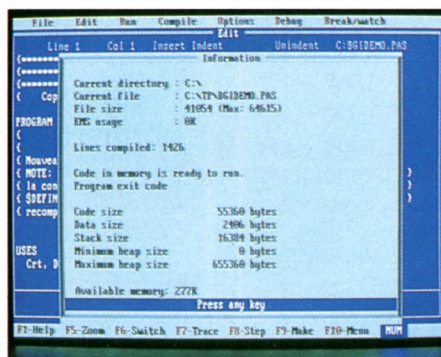 File Edit Run Compile Options Debug Break/watch
Edit
Line 1 Col 1 Insert Indent Unindent C:BGIDEMO.PAS
Information
Current directory : C:\
Current file : C:\TP\BGIDEMO.PAS
File size : 41054 (Max: 64615)
EMS usage : 0K
Lines compiled: 1426
Code in memory is ready to run.
Program exit code
Code size 55360 bytes
Data size 2406 bytes
Stack size 16384 bytes
Minimum heap size 0 bytes
Maximum heap size 655360 bytes
Available memory: 277K
Press any key
{ Cop
PROGRAM
{
{ Nouvea
{ NOTE: }
{ la con }
{ $DEFIN }
{ recomp
USES
Crt, D
F1-Help F5-Zoom F6-Switch F7-Trace F8-Step F9-Make F10-Menu NUM